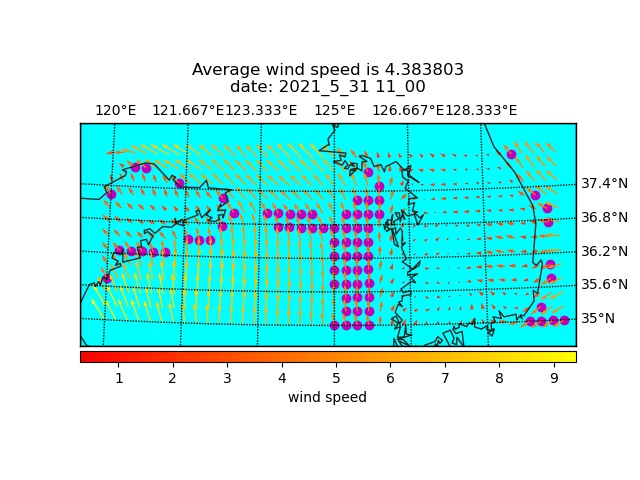 Average wind speed is 4.383803
date: 2021_5_31 11_00
120°E 121.667°E 123.333°E 125°E 126.667°E 128.333°E
37.4°N
36.8°N
36.2°N
35.6°N
35°N
1 2 3 4 5 6 7 8 9
wind speed